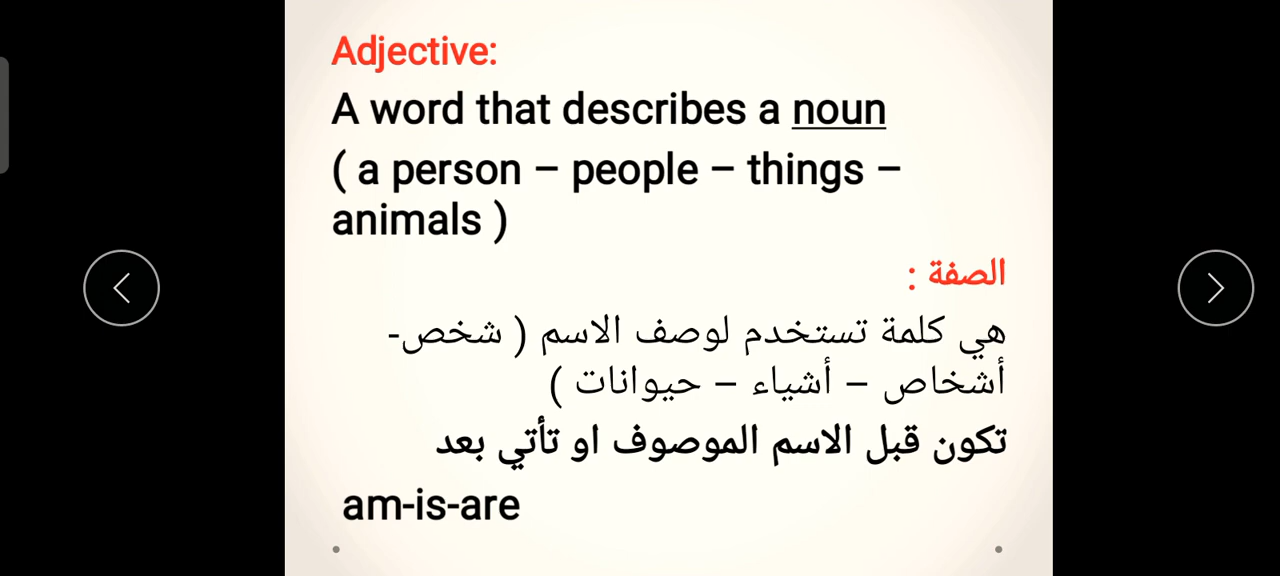 Adjective:
A word that describes a noun
( a person – people – things –
animals )
الصفة :
هي كلمة تستخدم لوصف الاسم ( شخص-
أشخاص – أشياء – حيوانات )
تكون قبل الاسم الموصوف او تأتي بعد
am-is-are